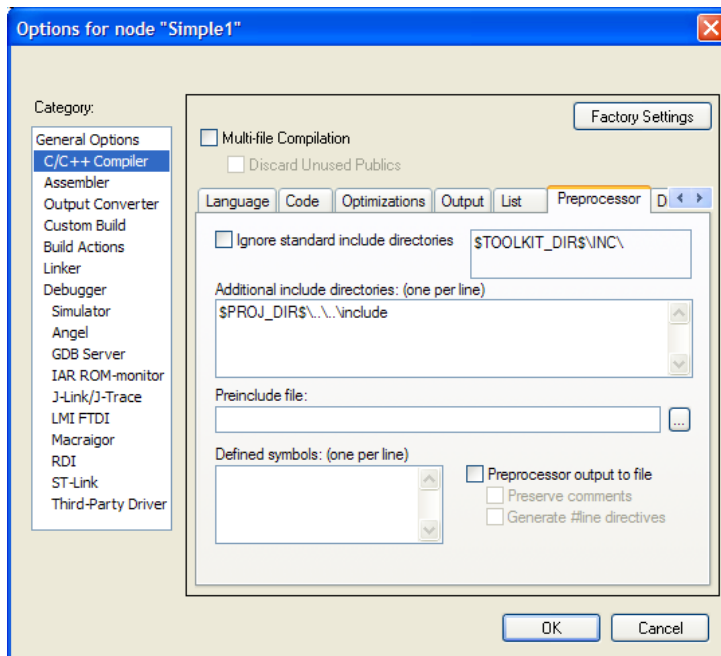 Options for node "Simple1"
Category:
General Options
C/C++ Compiler
Assembler
Output Converter
Custom Build
Build Actions
Linker
Debugger
Simulator
Angel
GDB Server
IAR ROM-monitor
J-Link/J-Trace
LMI FTDI
Macraigor
RDI
ST-Link
Third-Party Driver
Factory Settings
Multi-file Compilation
Discard Unused Publics
Language Code Optimizations Output List Preprocessor D
Ignore standard include directories
$TOOLKIT_DIR$\INC\
Additional include directories: (one per line)
$PROJ_DIR$\..\..\include
Preinclude file:
...
Defined symbols: (one per line)
Preprocessor output to file
Preserve comments
Generate #line directives
OK Cancel